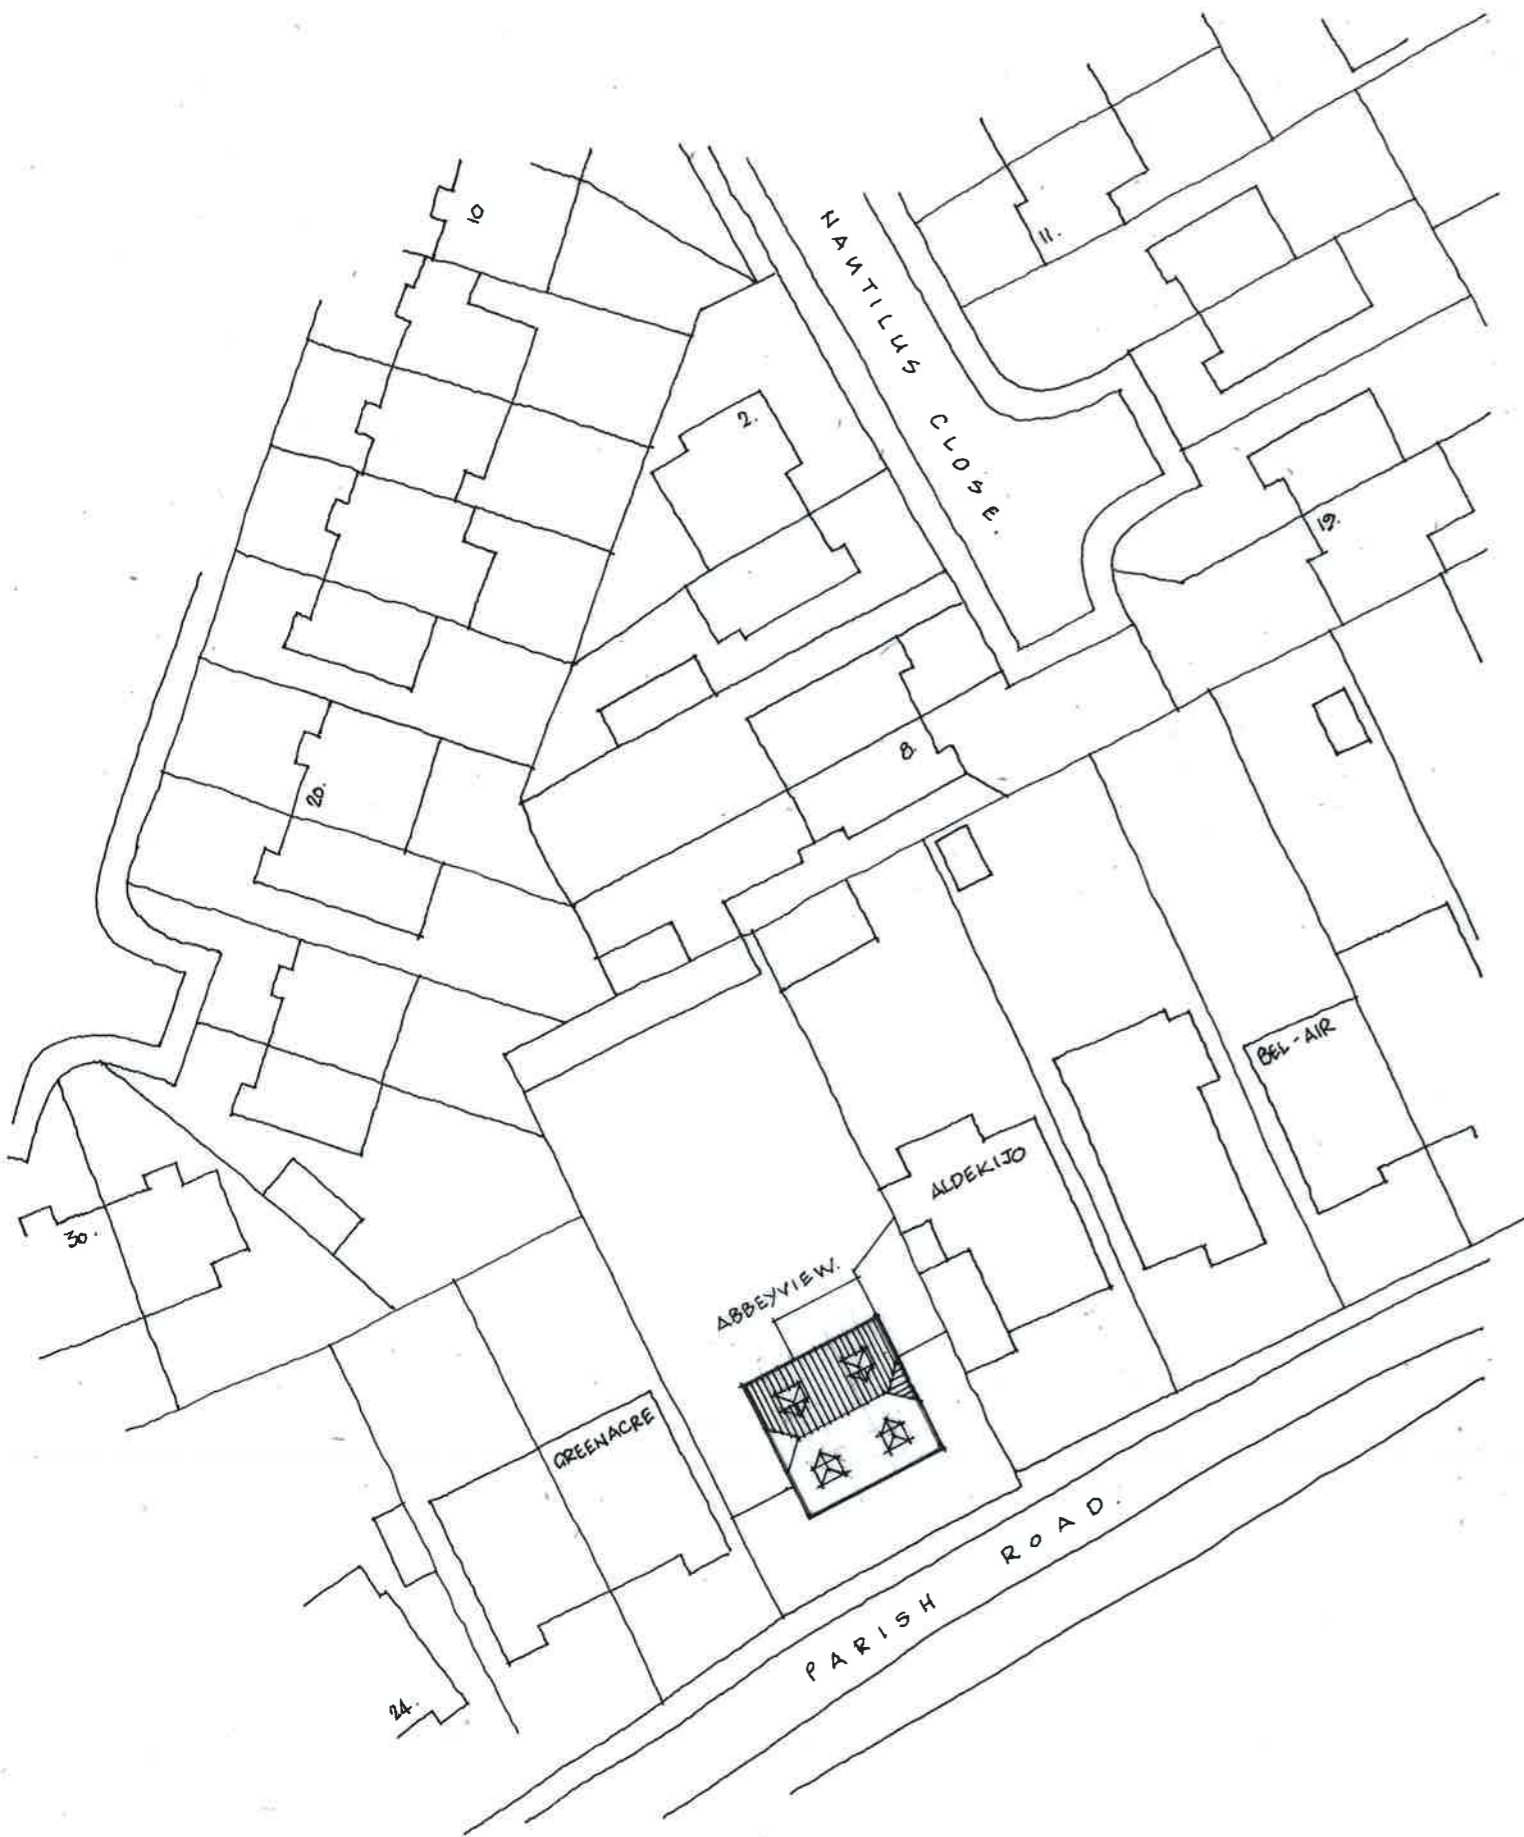 10
NAUTILUS CLOSE.
11.
2.
19.
8.
20.
BEL-AIR
ALDEKIJO
30.
ABBEYVIEW.
GREENACRE
PARISH ROAD.
24.